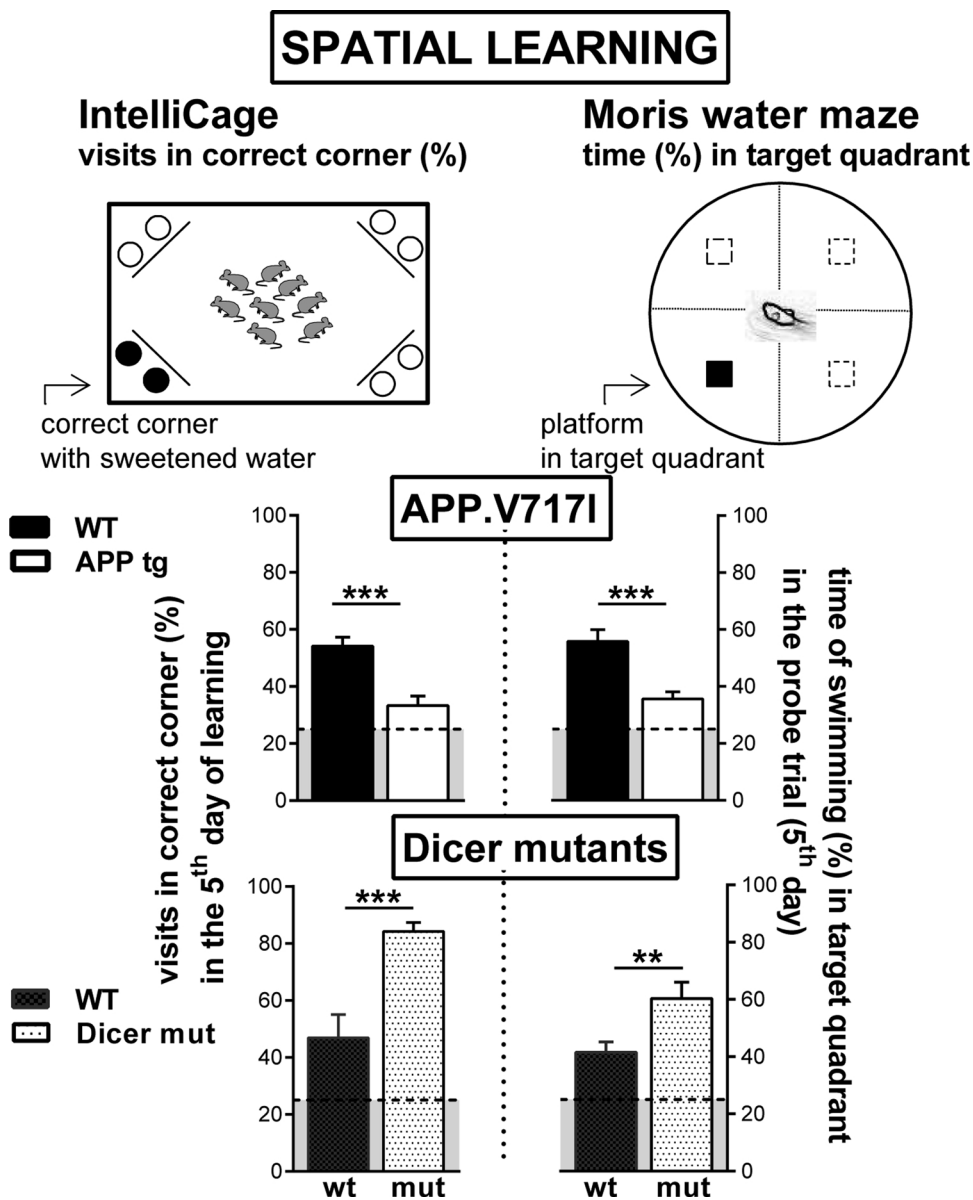 SPATIAL LEARNING
IntelliCage
visits in correct corner (%)
Moris water maze
time (%) in target quadrant
correct corner
with sweetened water
platform
in target quadrant
APP.V717I
WT
APP tg
visits in correct corner (%)
in the 5th day of learning
100
80
60
40
20
0
***
100
80
60
40
20
0
***
time of swimming (%) in target quadrant
in the probe trial (5th day)
Dicer mutants
WT
Dicer mut
100
80
60
40
20
0
***
wt mut
100
80
60
40
20
0
**
wt mut